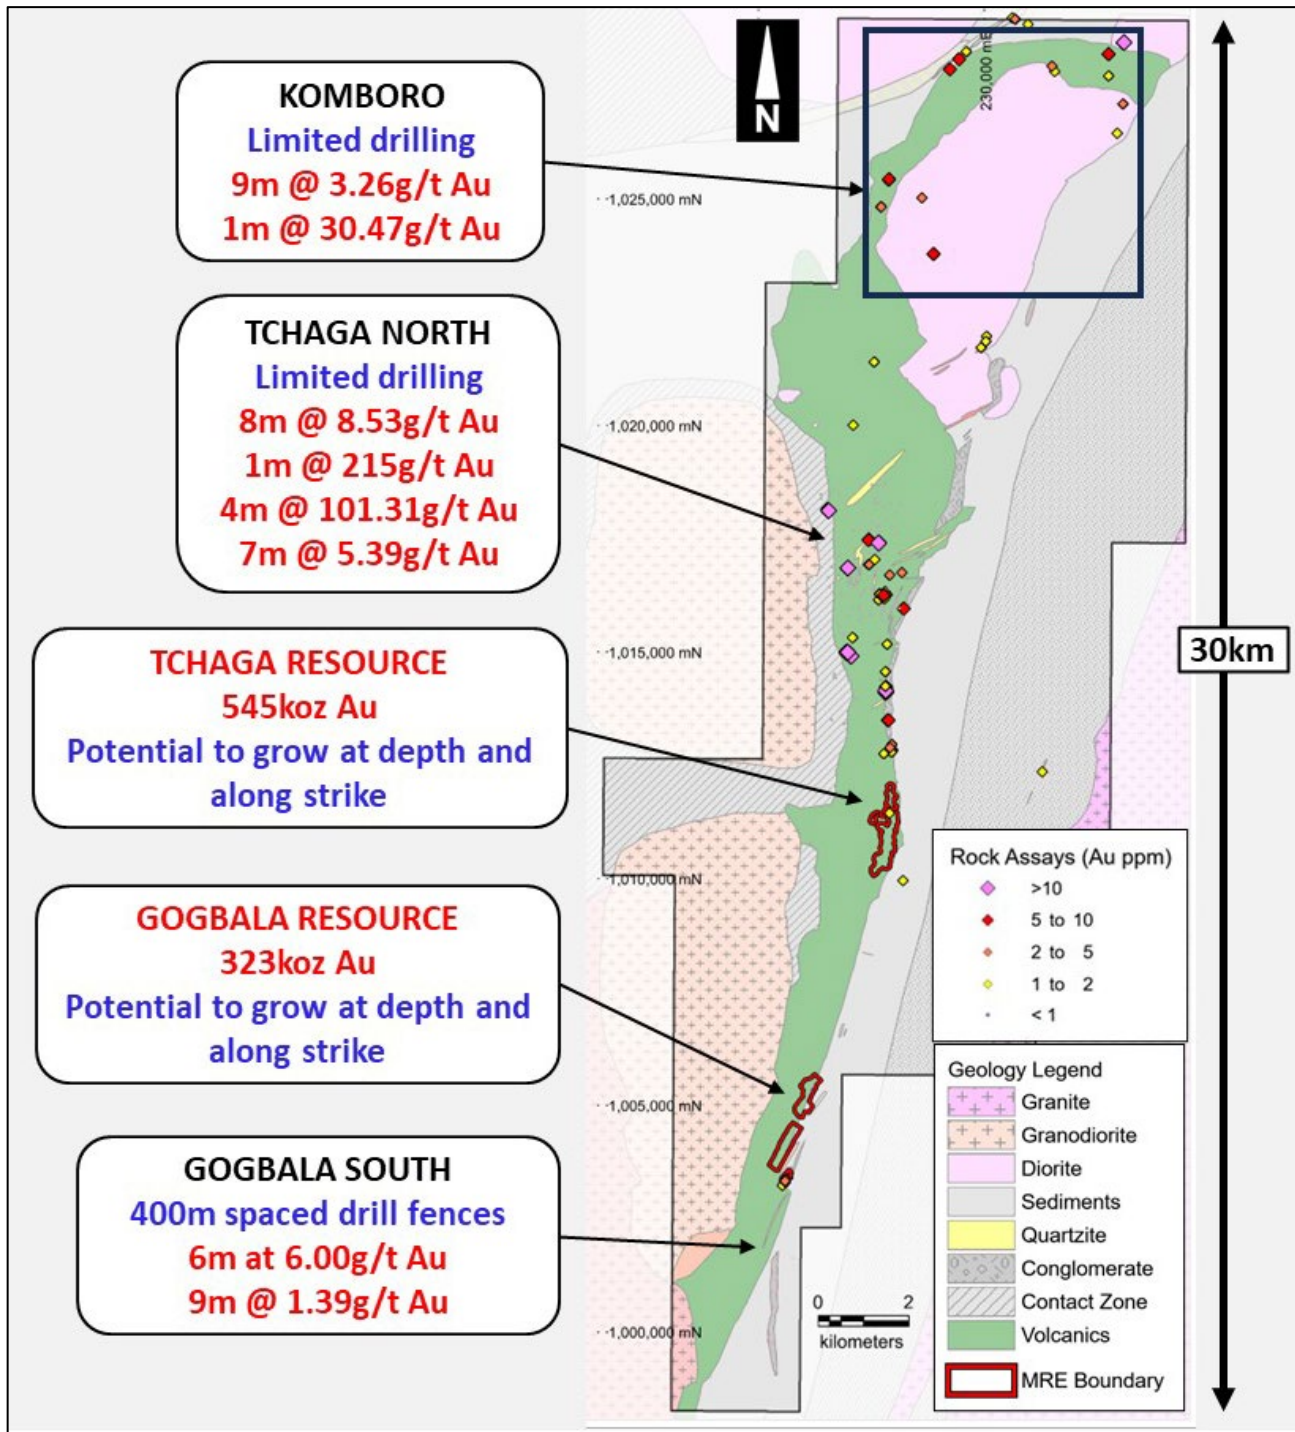 KOMBORO
Limited drilling
9m @ 3.26g/t Au
1m @ 30.47g/t Au
TCHAGA NORTH
Limited drilling
8m @ 8.53g/t Au
1m @ 215g/t Au
4m @ 101.31g/t Au
7m @ 5.39g/t Au
TCHAGA RESOURCE
545koz Au
Potential to grow at depth and
along strike
GOGBALA RESOURCE
323koz Au
Potential to grow at depth and
along strike
GOGBALA SOUTH
400m spaced drill fences
6m at 6.00g/t Au
9m @ 1.39g/t Au
N
230,000 mE
1,025,000 mN
1,020,000 mN
1,015,000 mN
1,010,000 mN
1,005,000 mN
1,000,000 mN
30km
0 2
kilometers
Rock Assays (Au ppm)
>10
5 to 10
2 to 5
1 to 2
< 1
Geology Legend
Granite
Granodiorite
Diorite
Sediments
Quartzite
Conglomerate
Contact Zone
Volcanics
MRE Boundary